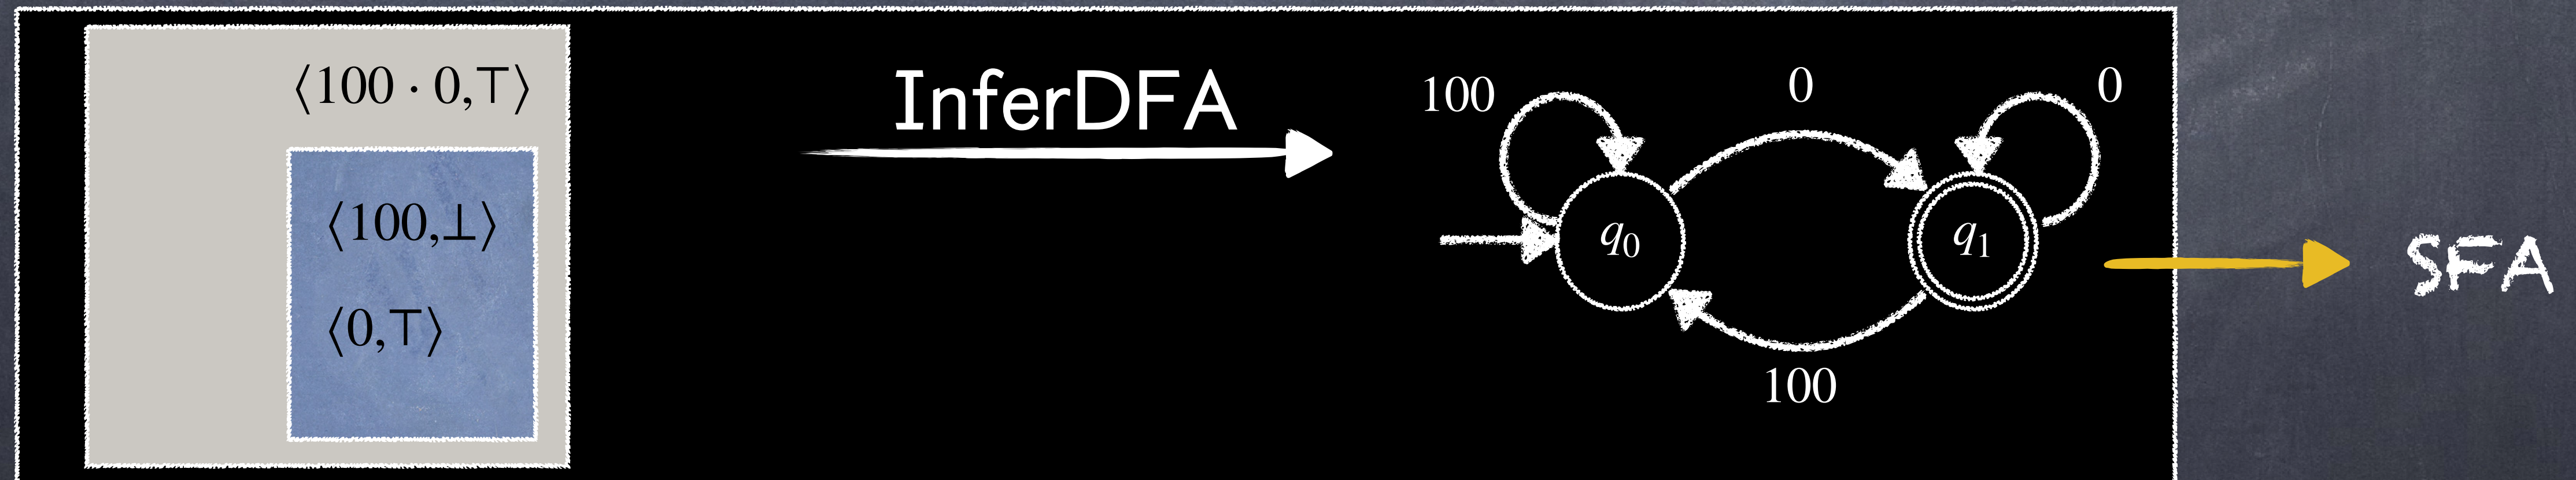 ⟨100 · 0,⊤⟩
⟨100,⊥⟩
⟨0,⊤⟩
InferDFA
100
0
0
q₀
q₁
100
SFA